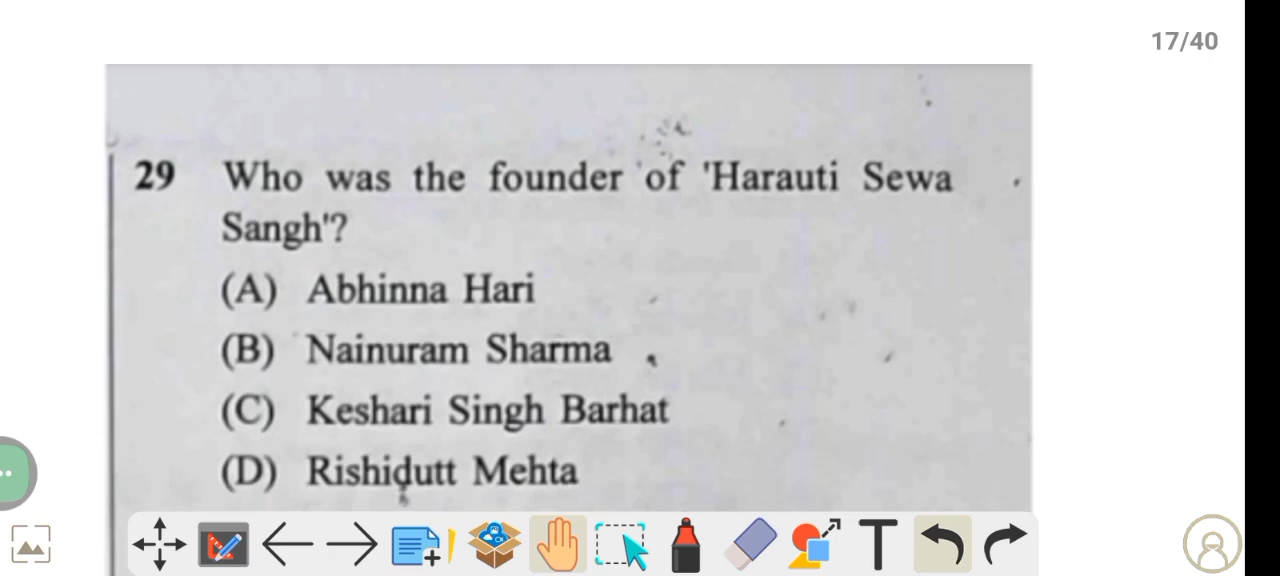 17/40
29 Who was the founder of 'Harauti Sewa
Sangh'?
(A) Abhinna Hari
(B) Nainuram Sharma
(C) Keshari Singh Barhat
(D) Rishidutt Mehta
T